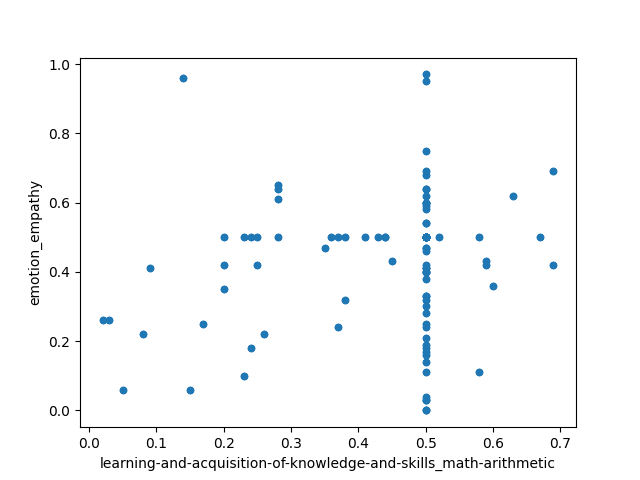 1.0
0.8
0.6
0.4
0.2
0.0
emotion_empathy
0.0 0.1 0.2 0.3 0.4 0.5 0.6 0.7
learning-and-acquisition-of-knowledge-and-skills_math-arithmetic